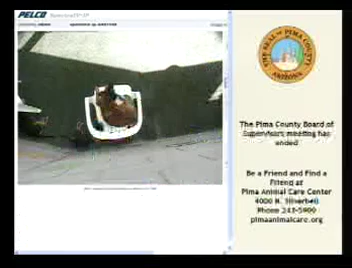 PELCO
THE SEAL OF PIMA COUNTY
ARIZONA
The Pima County Board of
Supervisors meeting has
ended
Be a Friend and Find a
Friend at
Pima Animal Care Center
4000 N. Silverbell
Phone 243-5900
pimaanimalcare.org